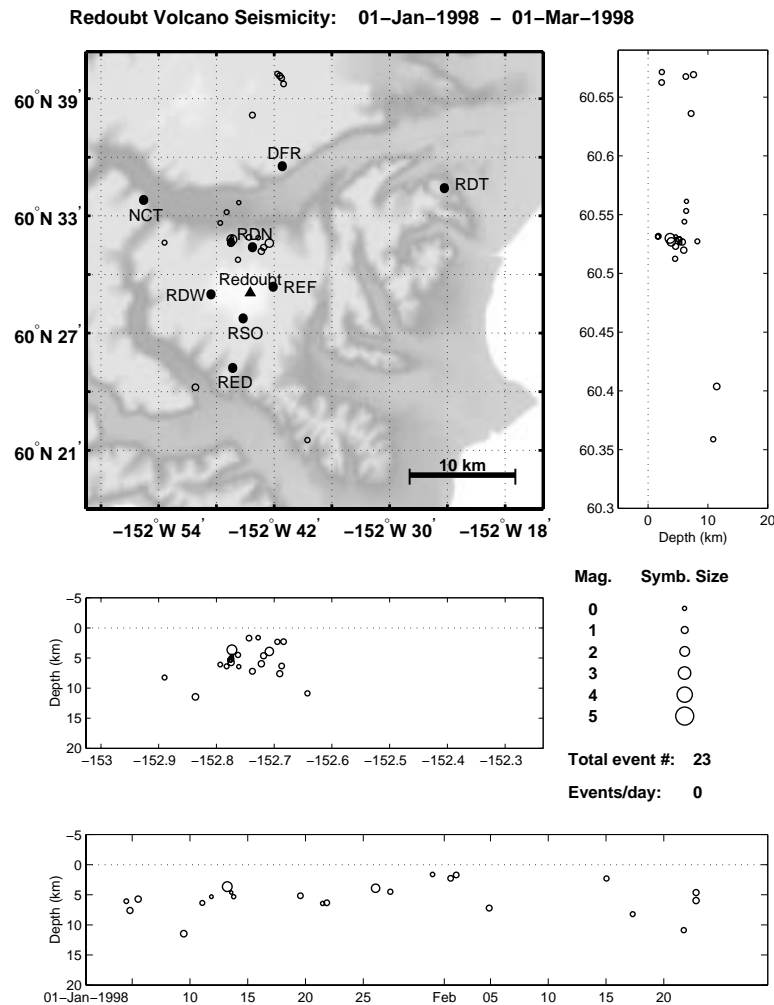 Redoubt Volcano Seismicity: 01−Jan−1998 − 01−Mar−1998
60°N 39'
60°N 33'
60°N 27'
60°N 21'
DFR
RDT
NCT
RDN
Redoubt
REF
RDW
RSO
RED
10 km
−152°W 54' −152°W 42' −152°W 30' −152°W 18'
60.65
60.6
60.55
60.5
60.45
60.4
60.35
60.3
0 10 20
Depth (km)
−5
0
5
10
15
20
Depth (km)
−153 −152.9 −152.8 −152.7 −152.6 −152.5 −152.4 −152.3
Mag. Symb. Size
0
1
2
3
4
5
Total event #: 23
Events/day: 0
−5
0
5
10
15
20
Depth (km)
01−Jan−1998 10 15 20 25 Feb 05 10 15 20